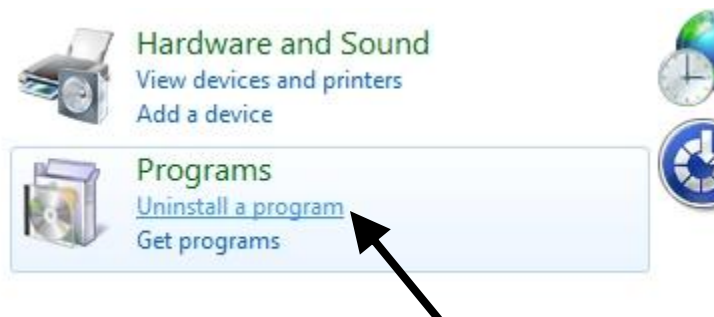 Hardware and Sound
View devices and printers
Add a device
Programs
Uninstall a program
Get programs